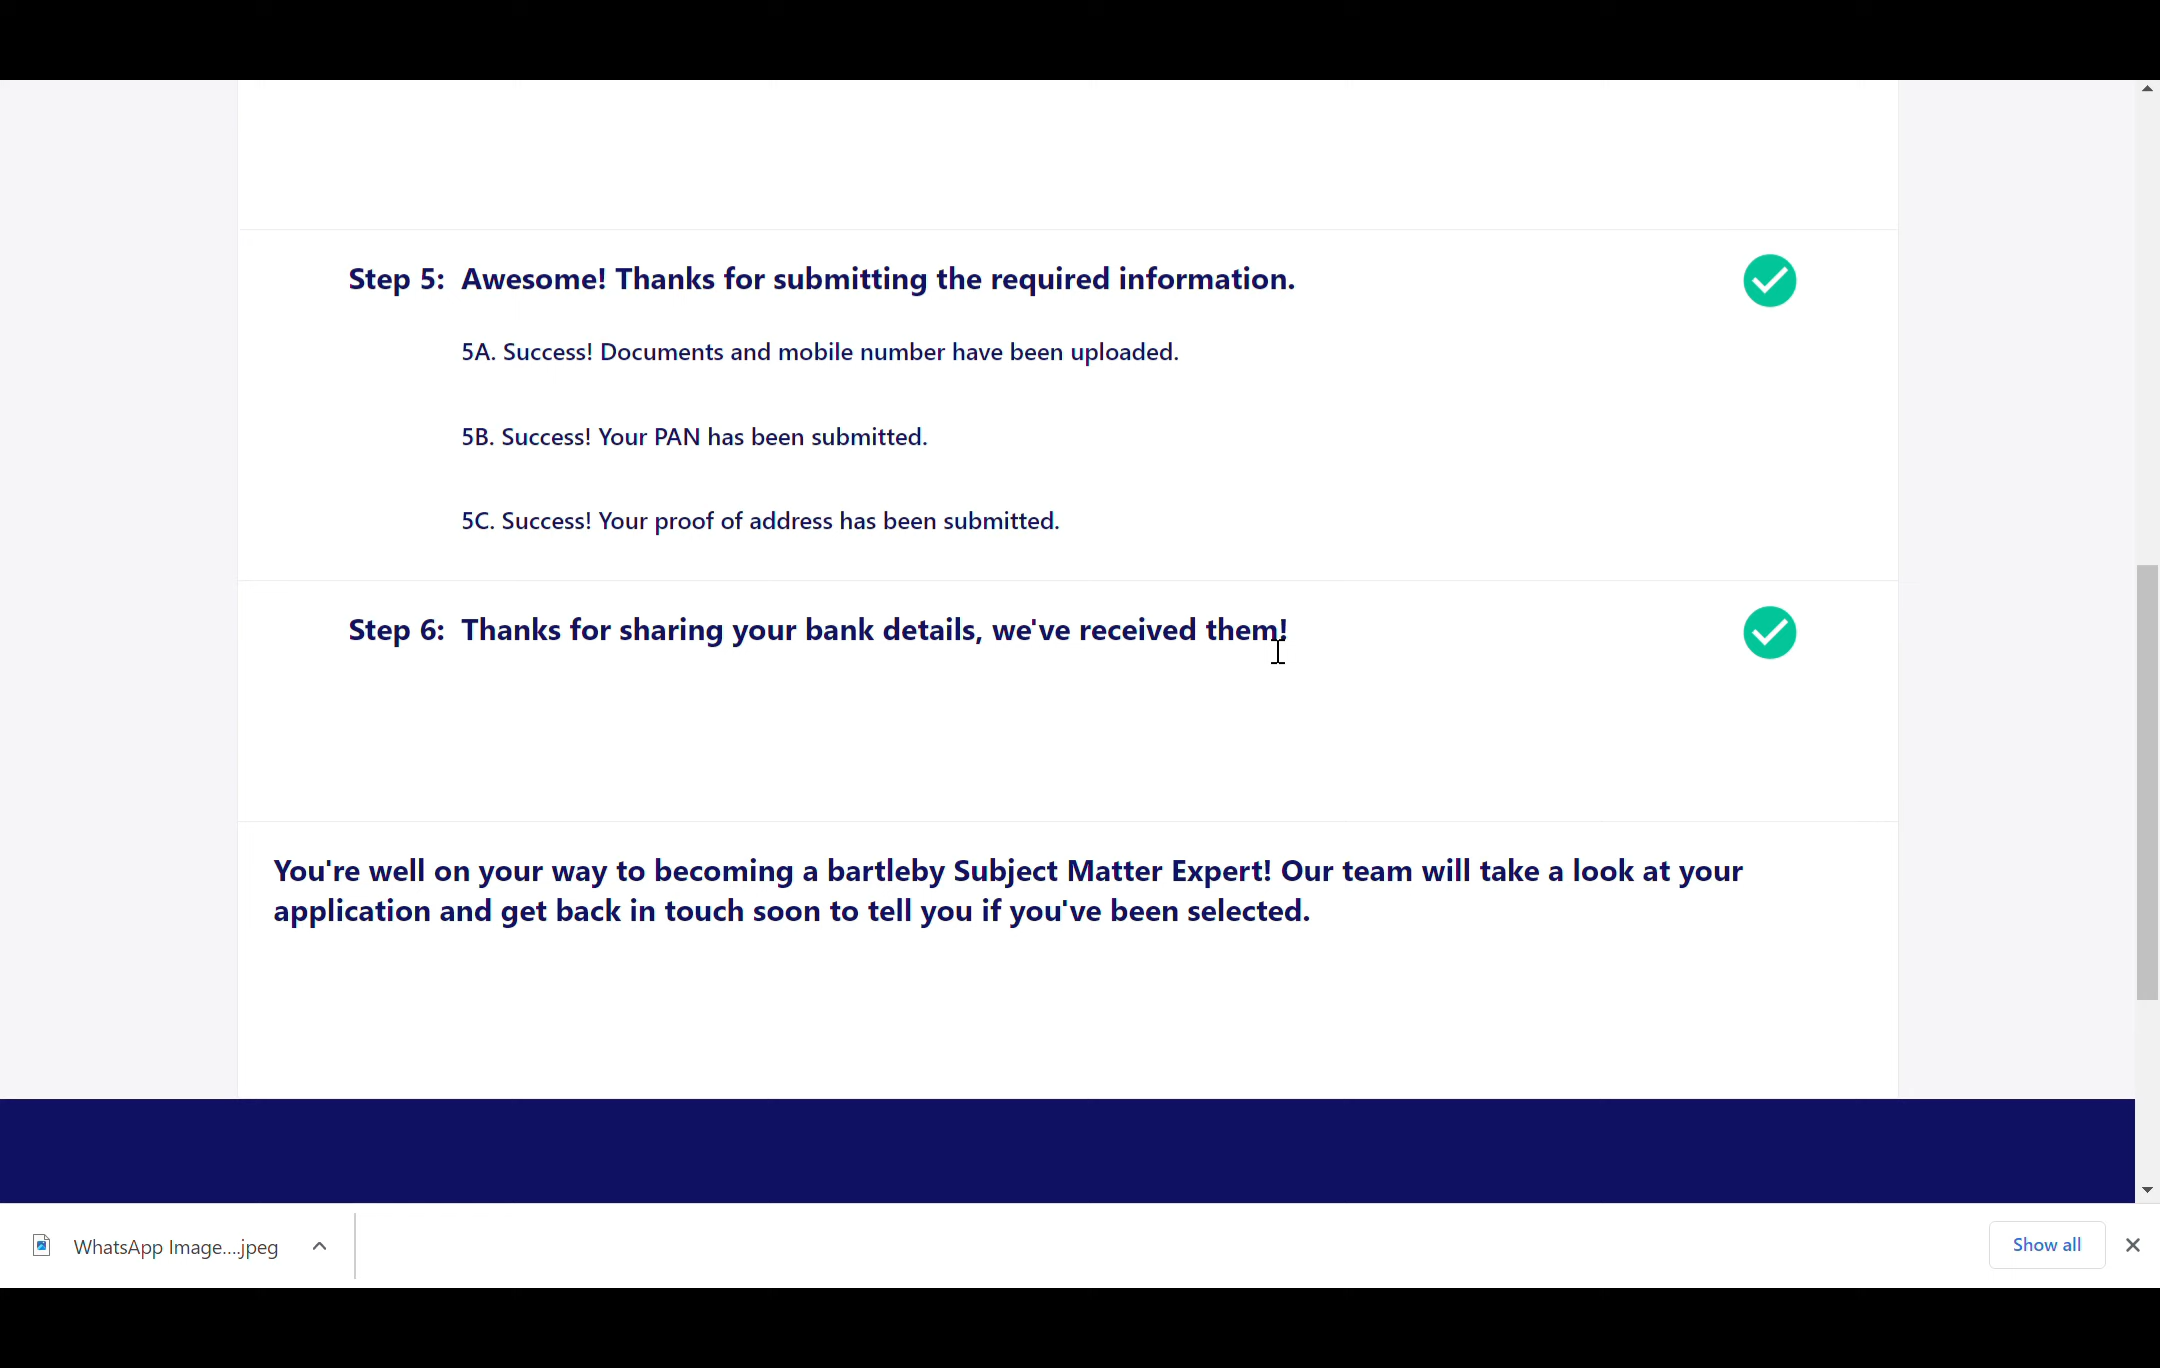 Step 5: Awesome! Thanks for submitting the required information.
5A. Success! Documents and mobile number have been uploaded.
5B. Success! Your PAN has been submitted.
5C. Success! Your proof of address has been submitted.
Step 6: Thanks for sharing your bank details, we've received them!
You're well on your way to becoming a bartleby Subject Matter Expert! Our team will take a look at your
application and get back in touch soon to tell you if you've been selected.
WhatsApp Image....jpeg
Show all